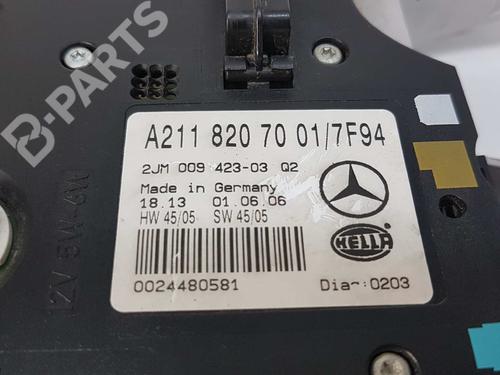 B-PARTS
A211 820 70 01/7F94
2JM 009 423-03 Q2
Made in Germany
18.13 01.06.06
HW 45/05 SW 45/05
HELLA
0024480581
Dia-:0203
12V 5W-6W